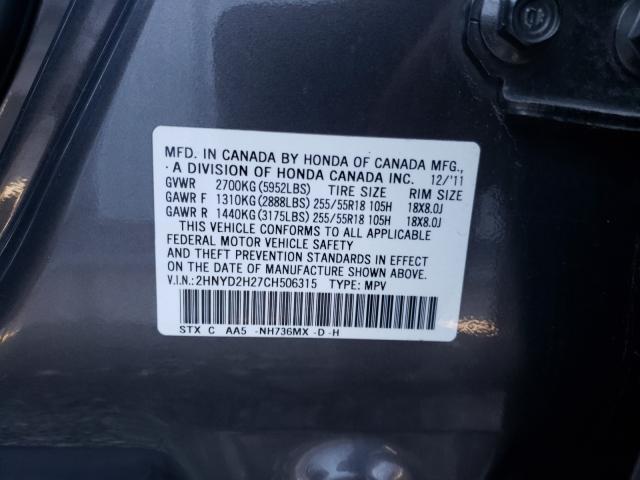 MFD. IN CANADA BY HONDA OF CANADA MFG.,
A DIVISION OF HONDA CANADA INC. 12/'11
GVWR 2700KG(5952LBS) TIRE SIZE RIM SIZE
GAWR F 1310KG(2888LBS) 255/55R18 105H 18X8.0J
GAWR R 1440KG(3175LBS) 255/55R18 105H 18X8.0J
THIS VEHICLE CONFORMS TO ALL APPLICABLE
FEDERAL MOTOR VEHICLE SAFETY
AND THEFT PREVENTION STANDARDS IN EFFECT
ON THE DATE OF MANUFACTURE SHOWN ABOVE.
V.I.N.: 2HNYD2H27CH506315 TYPE: MPV
STX C AA5 -NH736MX -D -H